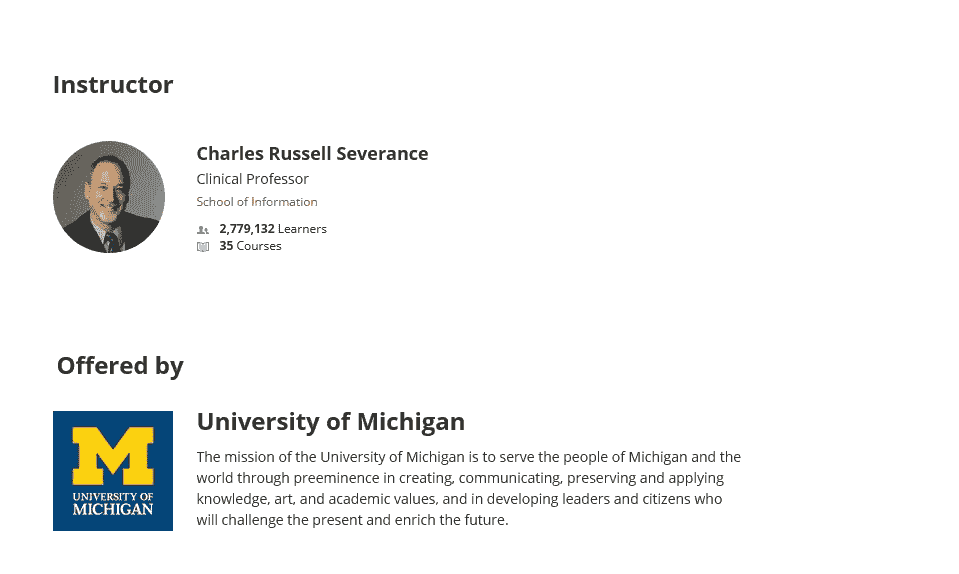 Instructor
Charles Russell Severance
Clinical Professor
School of Information
2,779,132 Learners
35 Courses
Offered by
M
UNIVERSITY OF
MICHIGAN
University of Michigan
The mission of the University of Michigan is to serve the people of Michigan and the
world through preeminence in creating, communicating, preserving and applying
knowledge, art, and academic values, and in developing leaders and citizens who
will challenge the present and enrich the future.